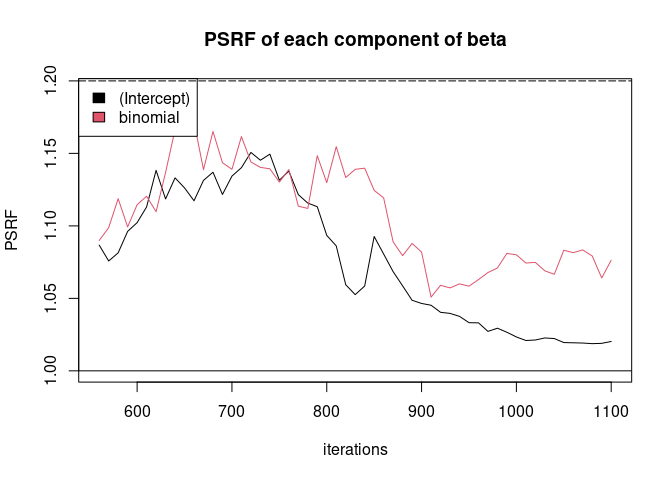 PSRF of each component of beta
(Intercept)
binomial
PSRF
1.20
1.15
1.10
1.05
1.00
600 700 800 900 1000 1100
iterations